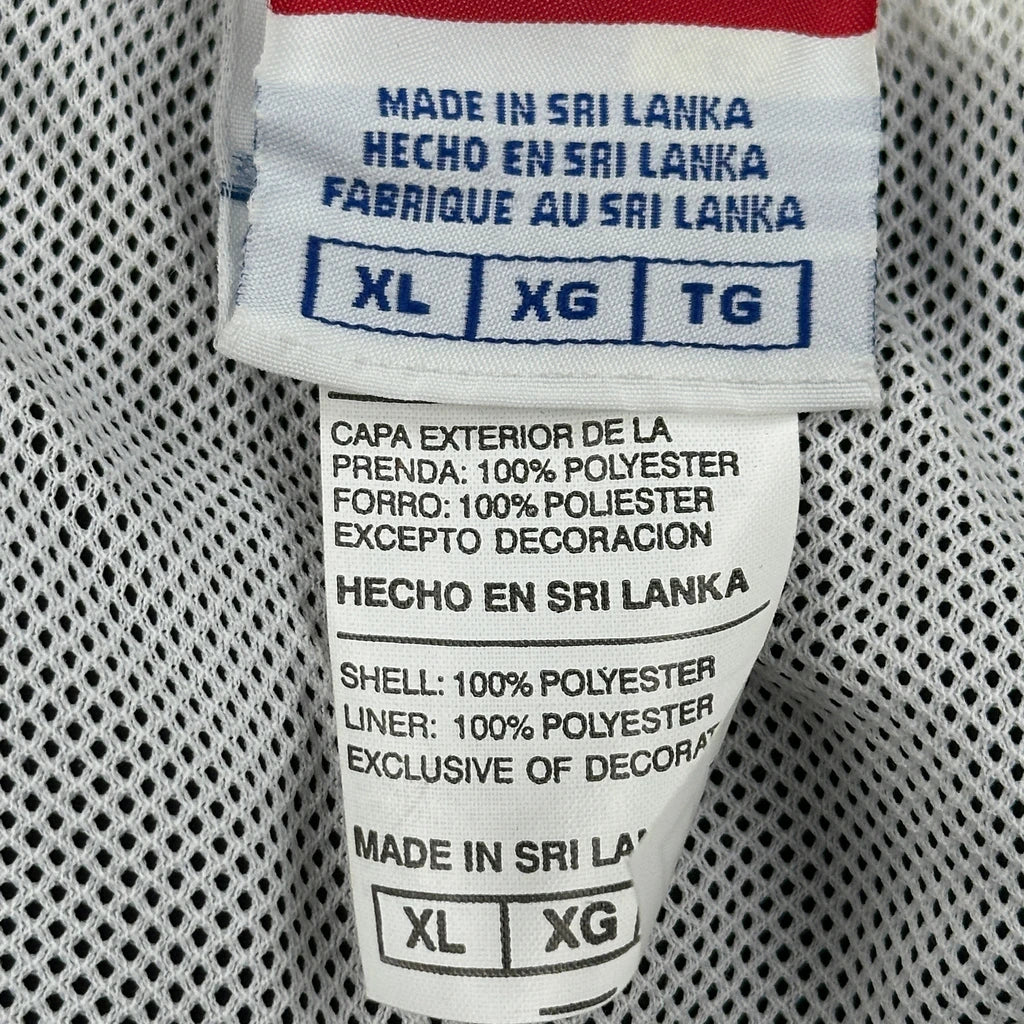 MADE IN SRI LANKA
HECHO EN SRI LANKA
FABRIQUE AU SRI LANKA
XL XG TG
CAPA EXTERIOR DE LA
PRENDA: 100% POLYESTER
FORRO: 100% POLIESTER
EXCEPTO DECORACION
HECHO EN SRI LANKA
SHELL: 100% POLYESTER
LINER: 100% POLYESTER
EXCLUSIVE OF
MADE IN SRI
XL XG